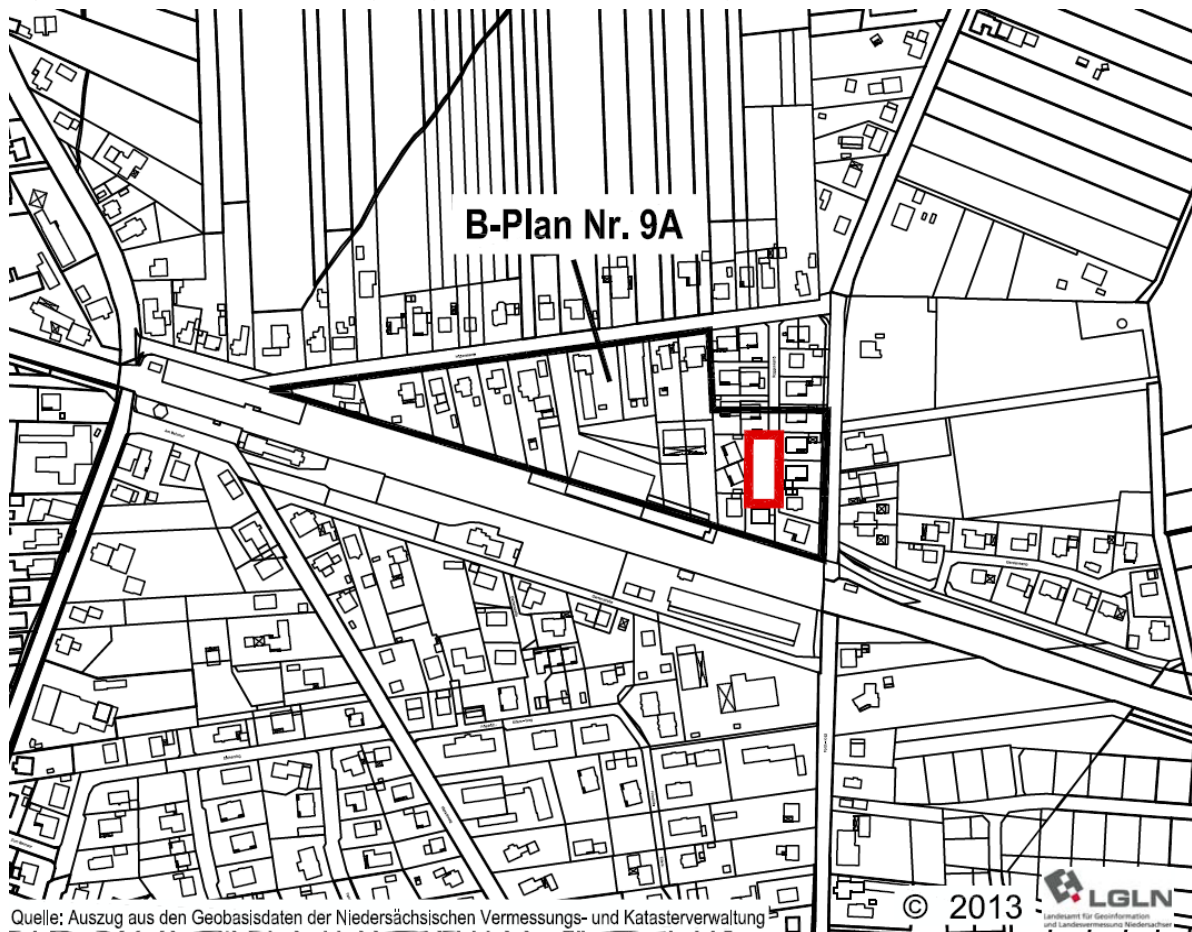 B-Plan Nr. 9A
Quelle: Auszug aus den Geobasisdaten der Niedersächsischen Vermessungs- und Katasterverwaltung
© 2013
LGLN
Landesamt für Geoinformation
und Landesvermessung Niedersachsen